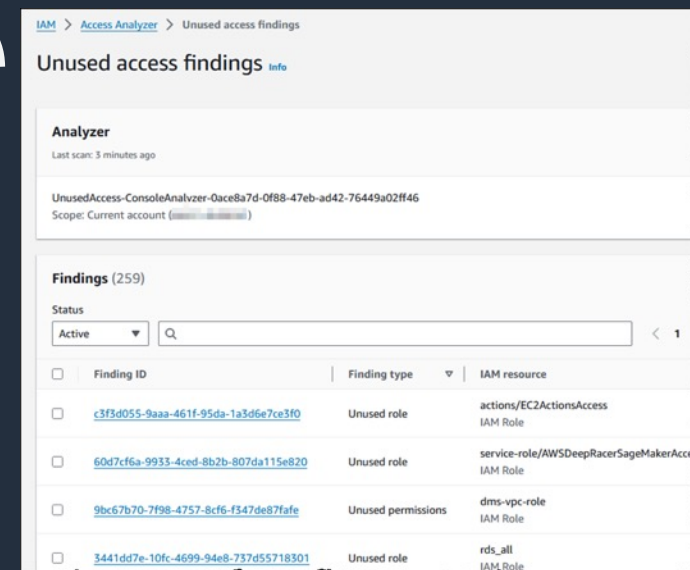 IAM > Access Analyzer > Unused access findings
Unused access findings Info
Analyzer
Last scan: 3 minutes ago
UnusedAccess-ConsoleAnalyzer-0ace8a7d-0f88-47eb-ad42-76449a02ff46
Scope: Current account ( )
Findings (259)
Status
Active
< 1
Finding ID Finding type IAM resource
c3f3d055-9aaa-461f-95da-1a3d6e7ce3f0 Unused role actions/EC2ActionsAccess
IAM Role
60d7cf6a-9933-4ced-8b2b-807da115e820 Unused role service-role/AWSDeepRacerSageMakerAcce
IAM Role
9bc67b70-7f98-4757-8cf6-f347de87fafe Unused permissions dms-vpc-role
IAM Role
3441dd7e-10fc-4699-94e8-737d55718301 Unused role rds_all
IAM Role